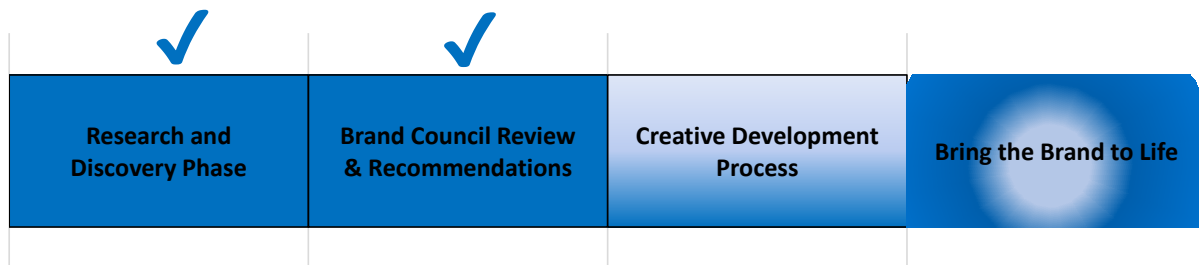 Research and
Discovery Phase
Brand Council Review
& Recommendations
Creative Development
Process
Bring the Brand to Life